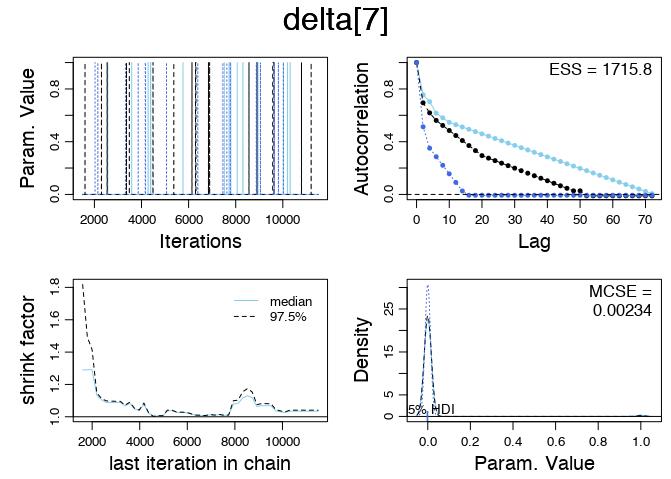 delta[7]
Param. Value
0.0 0.4 0.8
2000 4000 6000 8000 10000
Iterations
Autocorrelation
0.0 0.4 0.8
ESS = 1715.8
0 10 20 30 40 50 60 70
Lag
shrink factor
1.0 1.2 1.4 1.6 1.8
median
97.5%
2000 4000 6000 8000 10000
last iteration in chain
Density
0 5 15 25
MCSE =
0.00234
5% HDI
0.0 0.2 0.4 0.6 0.8 1.0
Param. Value